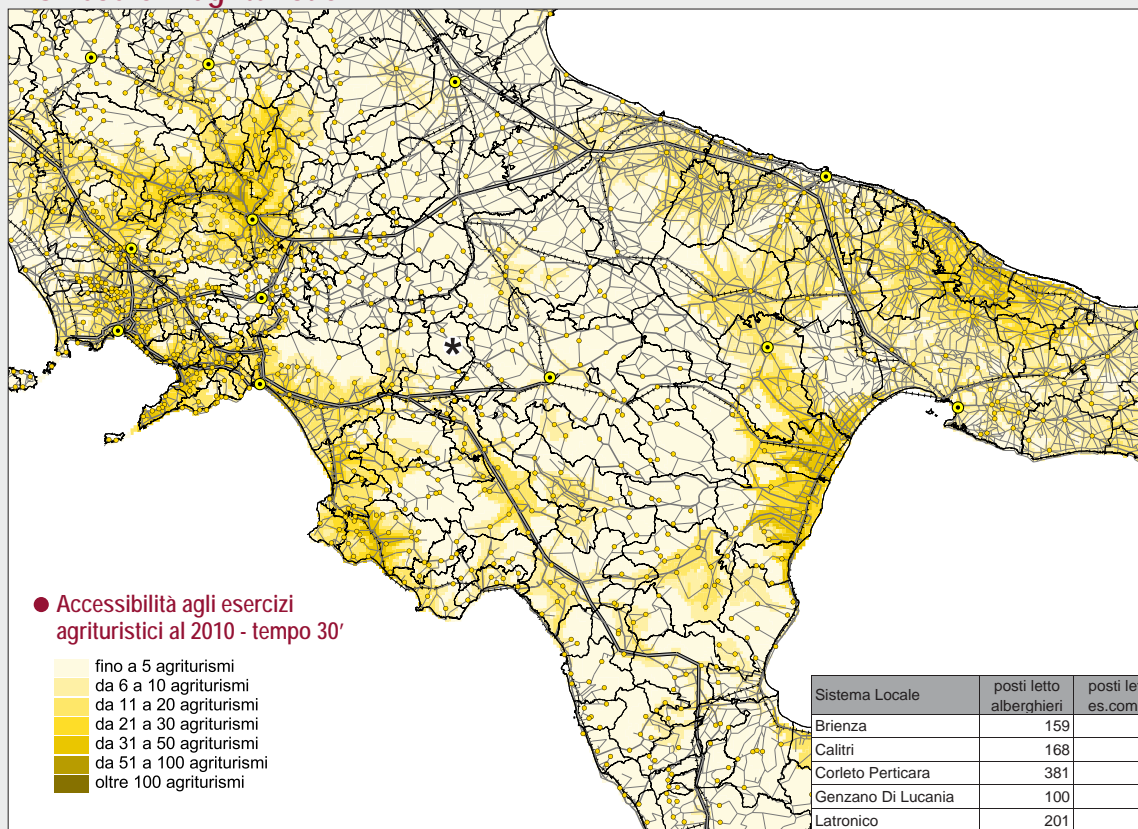 ● Accessibilità agli esercizi
agrituristici al 2010 - tempo 30'
fino a 5 agriturismi
da 6 a 10 agriturismi
da 11 a 20 agriturismi
da 21 a 30 agriturismi
da 31 a 50 agriturismi
da 51 a 100 agriturismi
oltre 100 agriturismi
*
Sistema Locale posti letto alberghieri
Brienza 159
Calitri 168
Corleto Perticara 381
Genzano Di Lucania 100
Latronico 201